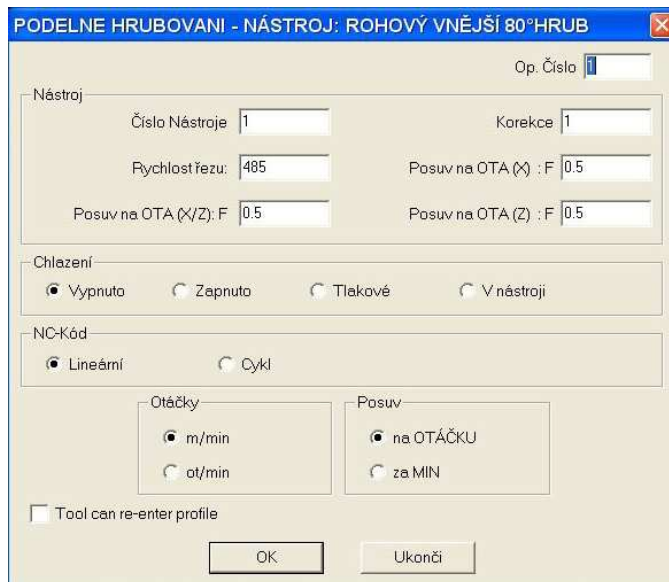 PODELNE HRUBOVANI - NÁSTROJ: ROHOVÝ VNĚJŠÍ 80°HRUB
Op. Číslo 1
Nástroj
Číslo Nástroje 1 Korekce 1
Rychlost řezu: 485 Posuv na OTA (X) : F 0.5
Posuv na OTA (X/Z): F 0.5 Posuv na OTA (Z) : F 0.5
Chlazení
Vypnuto Zapnuto Tlakové V nástroji
NC-Kód
Lineární Cykl
Otáčky Posuv
m/min na OTÁČKU
ot/min za MIN
Tool can re-enter profile
OK Ukonči